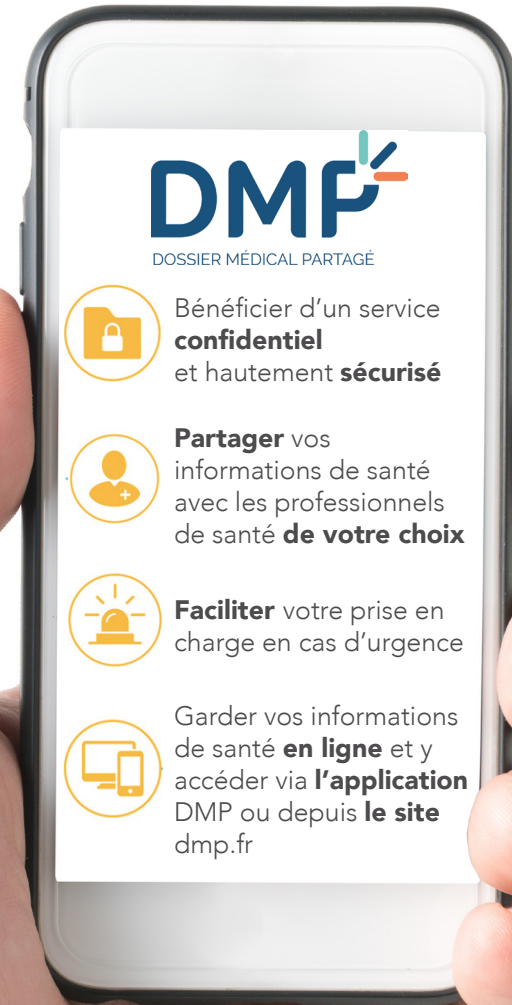 DMP
DOSSIER MÉDICAL PARTAGÉ
Bénéficier d'un service
confidentiel
et hautement sécurisé
Partager vos
informations de santé
avec les professionnels
de santé de votre choix
Faciliter votre prise en
charge en cas d'urgence
Garder vos informations
de santé en ligne et y
accéder via l'application
DMP ou depuis le site
dmp.fr